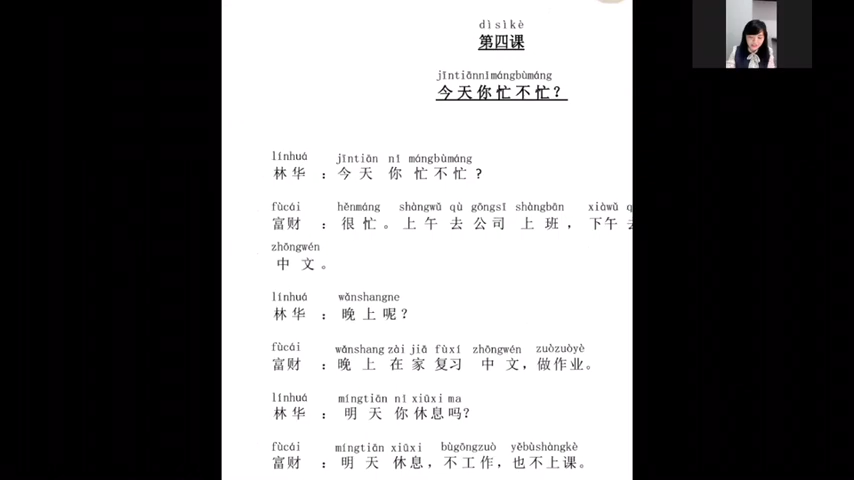 dìsìkè
第四课
jīntiānnǐmángbùmáng
今天你忙不忙？
línhuá jīntiān nǐ mángbùmáng
林华 ：今天 你 忙不忙？
fùcái hěnmáng shàngwǔ qù gōngsī shàngbān xiàwǔ q
富财 ：很忙。上午 去 公司 上 班，下午 去
zhōngwén
中 文。
línhuá wǎnshangne
林华 ：晚上呢？
fùcái wǎnshang zài jiā fùxí zhōngwén zuòzuòyè
富财 ：晚 上 在 家 复习 中 文，做作业。
línhuá míngtiān nǐ xiūxi ma
林华 ：明 天 你休息吗？
fùcái míngtiān xiūxi bùgōngzuò yěbùshàngkè
富财 ：明天 休息，不工作，也不上课。